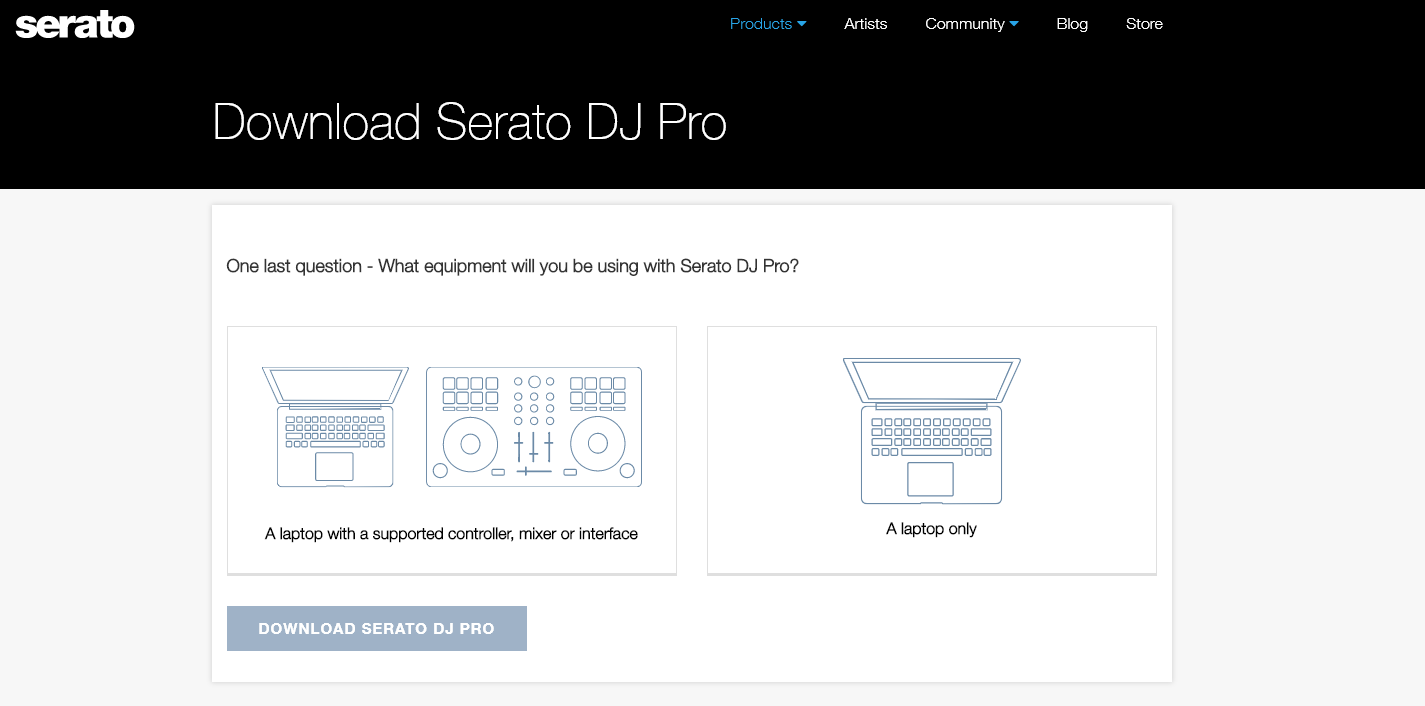 serato
Products
Artists
Community
Blog
Store
Download Serato DJ Pro
One last question - What equipment will you be using with Serato DJ Pro?
A laptop with a supported controller, mixer or interface
A laptop only
DOWNLOAD SERATO DJ PRO